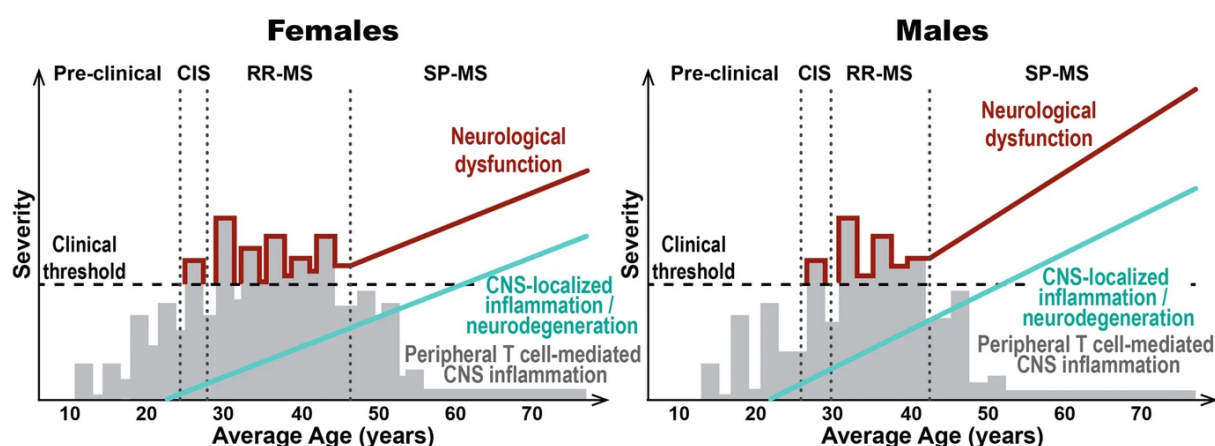 Females
Pre-clinical CIS RR-MS SP-MS
Neurological
dysfunction
Severity
Clinical
threshold
CNS-localized
inflammation /
neurodegeneration
Peripheral T cell-mediated
CNS inflammation
10 20 30 40 50 60 70
Average Age (years)
Males
Pre-clinical CIS RR-MS SP-MS
Neurological
dysfunction
Severity
Clinical
threshold
CNS-localized
inflammation /
neurodegeneration
Peripheral T cell-mediated
CNS inflammation
10 20 30 40 50 60 70
Average Age (years)